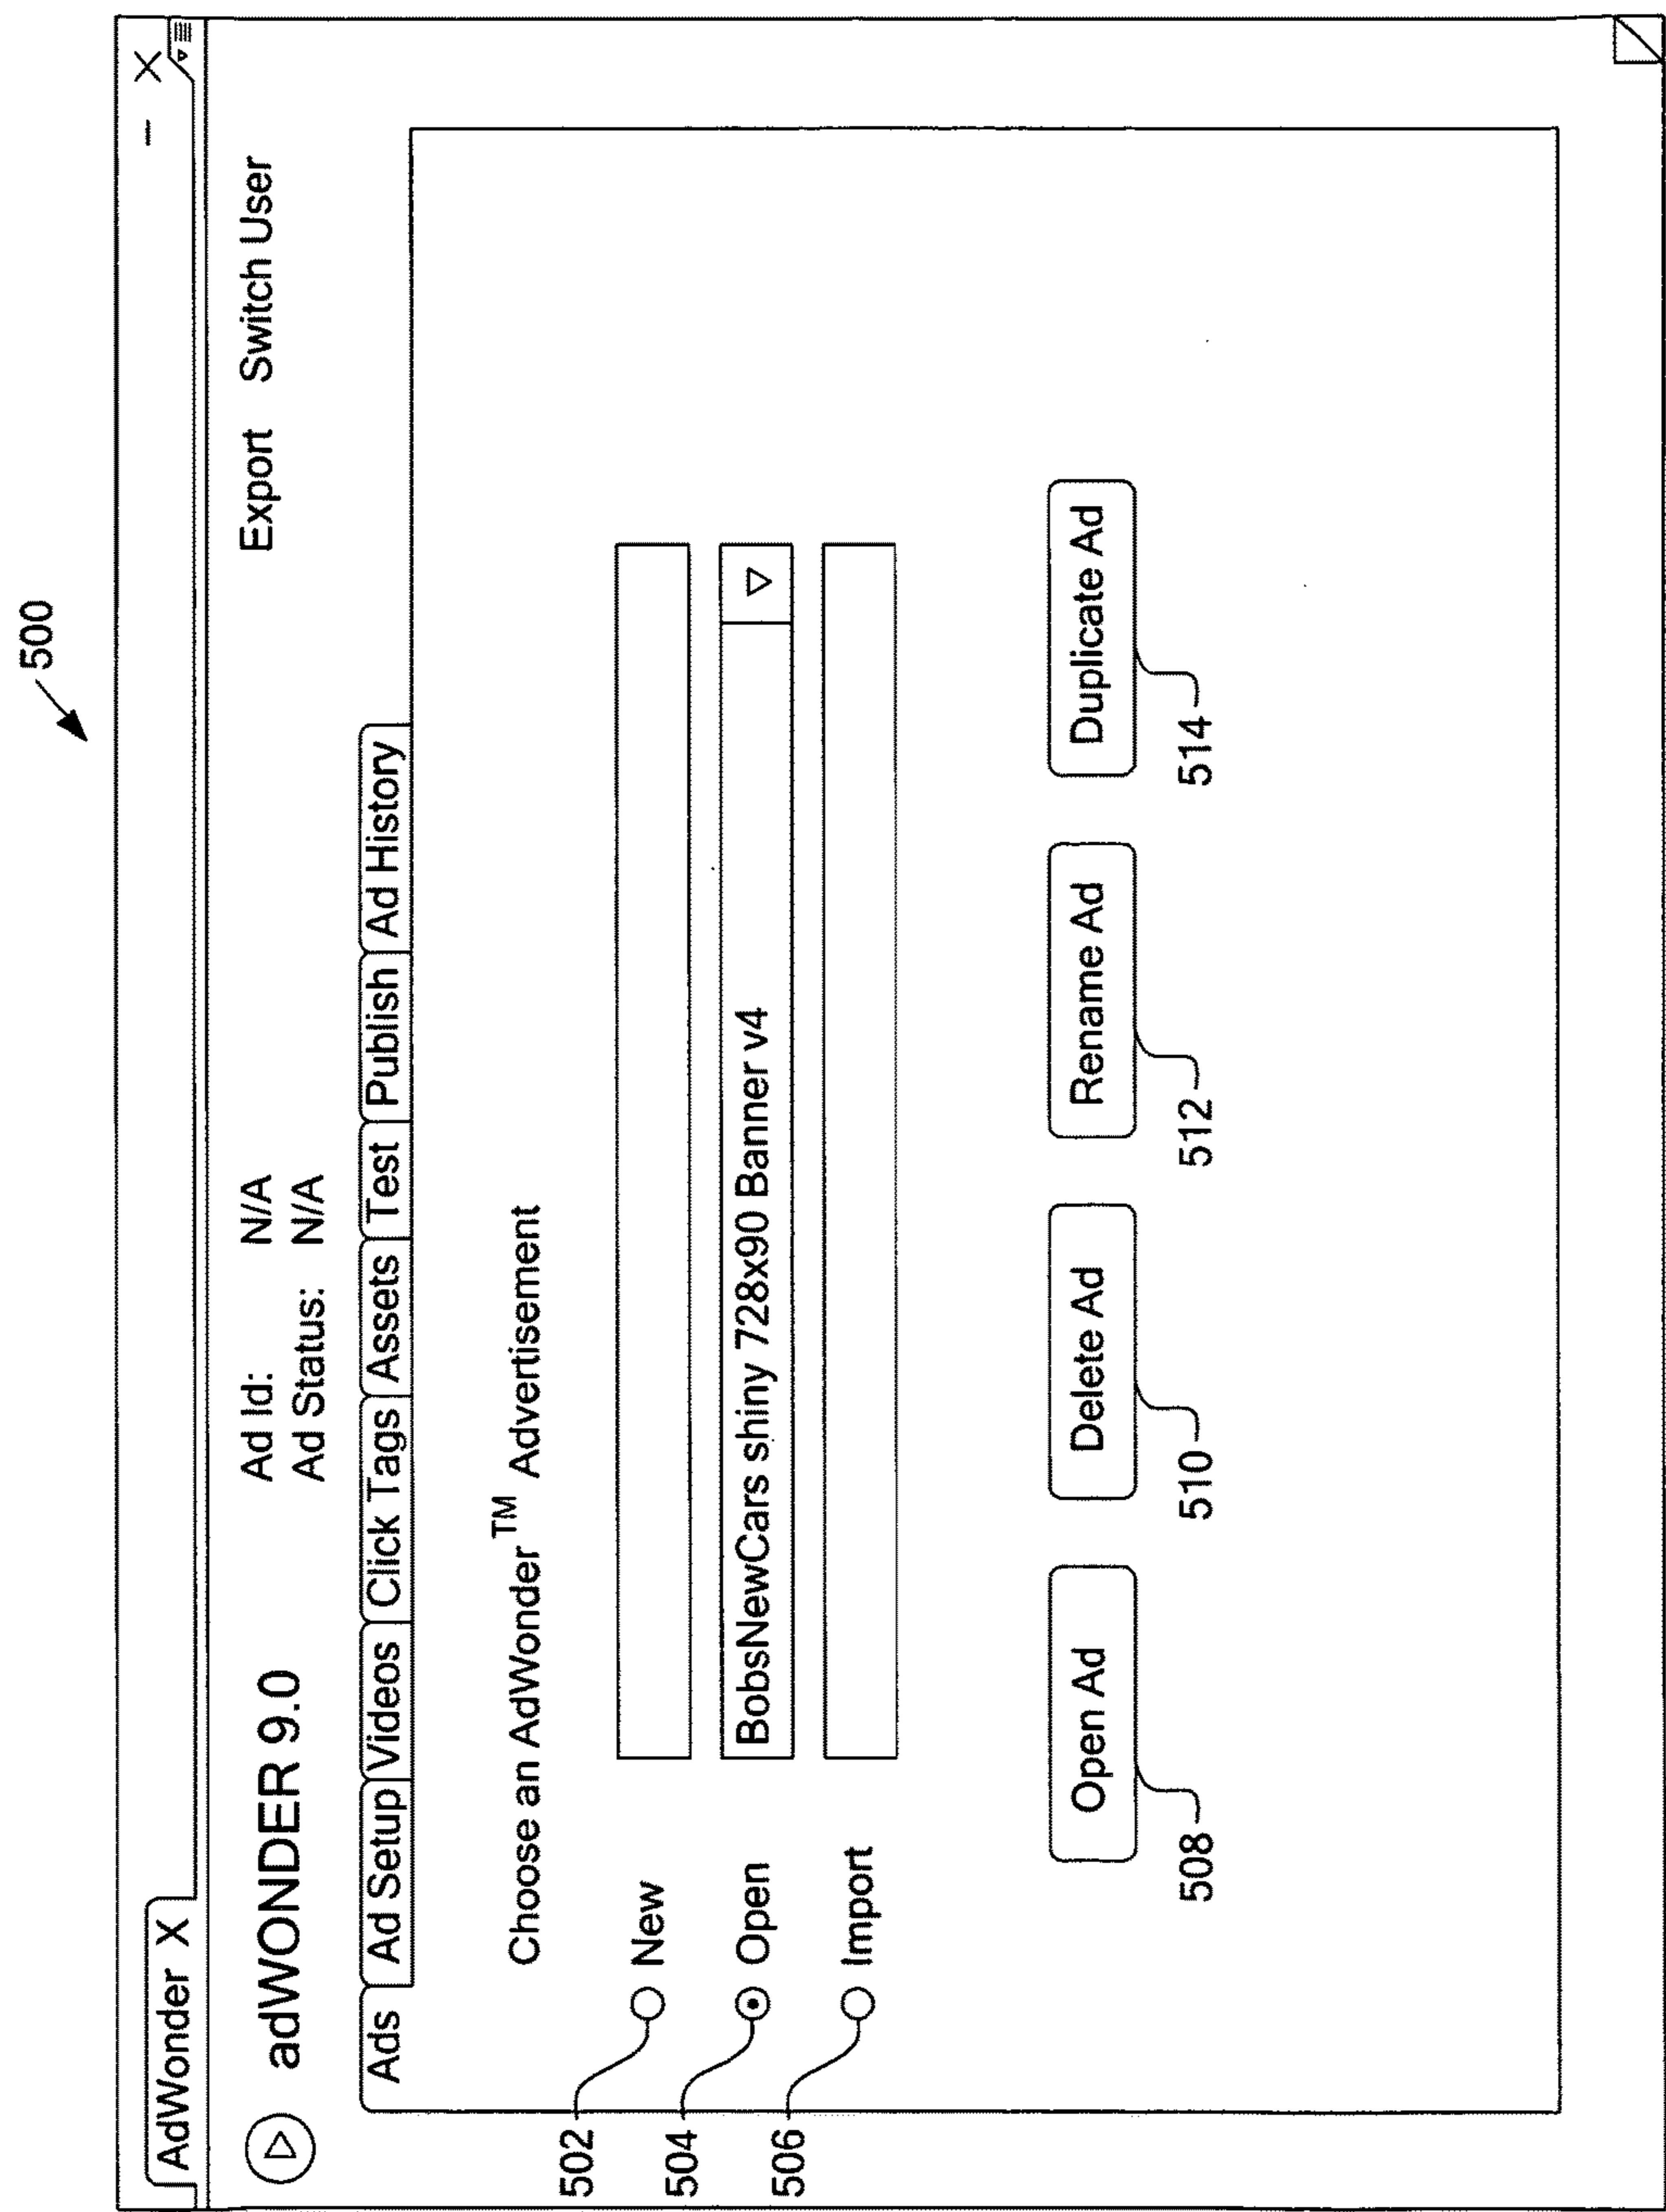 500
AdWonder X
adWONDER 9.0 Ad Id: N/A Export Switch User
Ad Status: N/A
Ads Ad Setup Videos Click Tags Assets Test Publish Ad History
Choose an AdWonder™ Advertisement
502 New
504 Open BobsNewCars shiny 728x90 Banner v4
506 Import
Open Ad Delete Ad Rename Ad Duplicate Ad
508 510 512 514